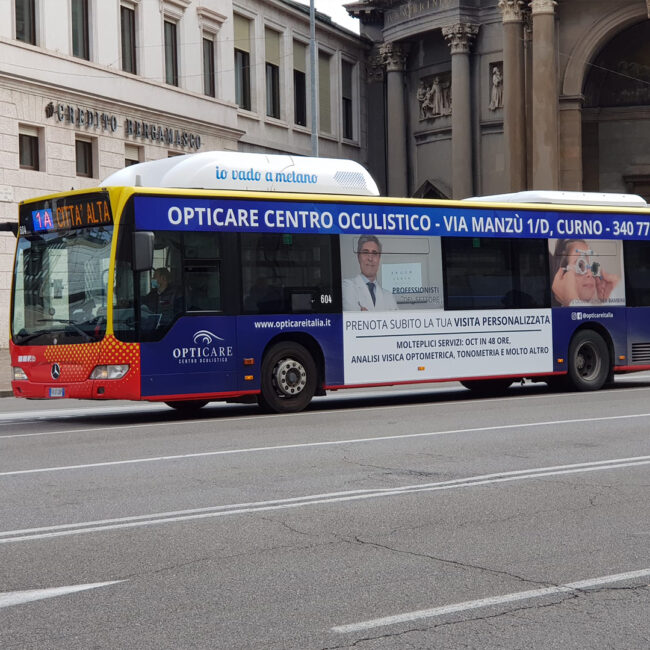 CREDITO BERGAMASCO
io vado a metano
1A CITTA' ALTA
OPTICARE CENTRO OCULISTICO - VIA MANZÙ 1/D, CURNO - 340 77
604
PROFESSIONISTI
www.opticareitalia.it
PRENOTA SUBITO LA TUA VISITA PERSONALIZZATA
MOLTEPLICI SERVIZI: OCT IN 48 ORE,
ANALISI VISICA OPTOMETRICA, TONOMETRIA E MOLTO ALTRO
OPTICARE
CENTRO OCULISTICO
@opticareitalia